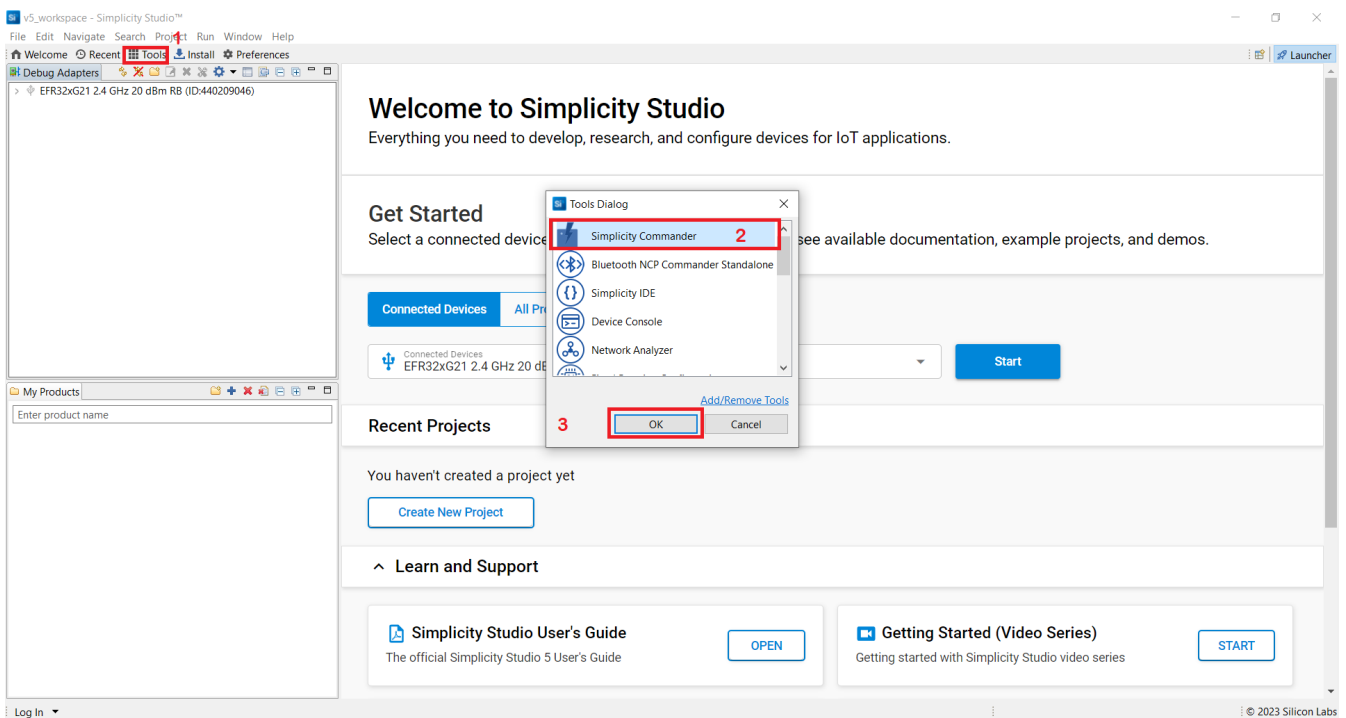 v5_workspace - Simplicity Studio™
File Edit Navigate Search Project Run Window Help
1
Welcome Recent Tools Install Preferences
Launcher
Debug Adapters
EFR32xG21 2.4 GHz 20 dBm RB (ID:440209046)
Welcome to Simplicity Studio
Everything you need to develop, research, and configure devices for IoT applications.
Get Started
Select a connected device
see available documentation, example projects, and demos.
Tools Dialog
Simplicity Commander
2
Bluetooth NCP Commander Standalone
Simplicity IDE
Device Console
Network Analyzer
Add/Remove Tools
3
OK
Cancel
Connected Devices
All Pr
Connected Devices
EFR32xG21 2.4 GHz 20 dB
Start
My Products
Enter product name
Recent Projects
You haven't created a project yet
Create New Project
Learn and Support
Simplicity Studio User's Guide
The official Simplicity Studio 5 User's Guide
OPEN
Getting Started (Video Series)
Getting started with Simplicity Studio video series
START
Log In
© 2023 Silicon Labs